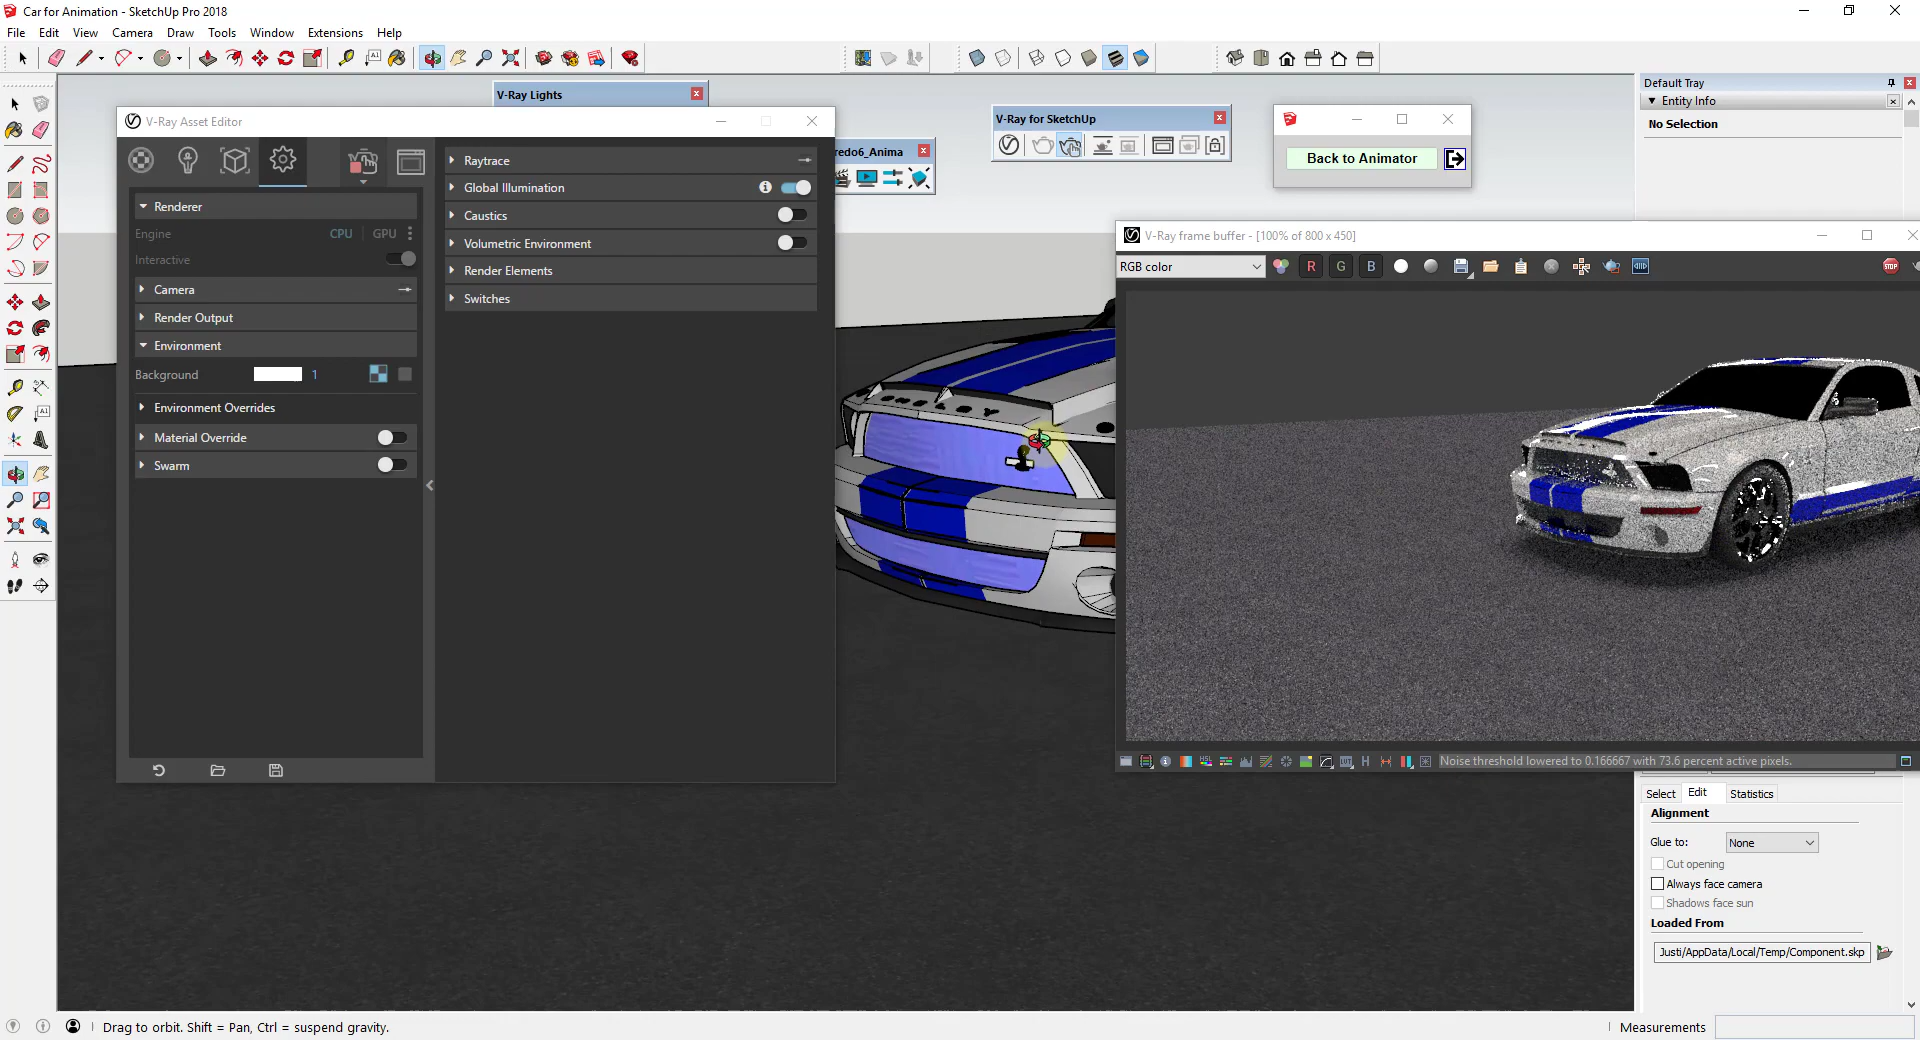 Car for Animation - SketchUp Pro 2018
File Edit View Camera Draw Tools Window Extensions Help
V-Ray Lights
V-Ray Asset Editor
Renderer
Engine CPU GPU
Interactive
Camera
Render Output
Environment
Background 1
Environment Overrides
Material Override
Swarm
Raytrace
Global Illumination
Caustics
Volumetric Environment
Render Elements
Switches
redo6_Anima
V-Ray for SketchUp
Back to Animator
V-Ray frame buffer - [100% of 800 x 450]
RGB color R G B STOP
HSL
H
Noise threshold lowered to 0.166667 with 73.6 percent active pixels.
Default Tray
Entity Info
No Selection
Select Edit Statistics
Alignment
Glue to: None
Cut opening
Always face camera
Shadows face sun
Loaded From
Justi/AppData/Local/Temp/Component.skp
Drag to orbit. Shift = Pan, Ctrl = suspend gravity.
Measurements